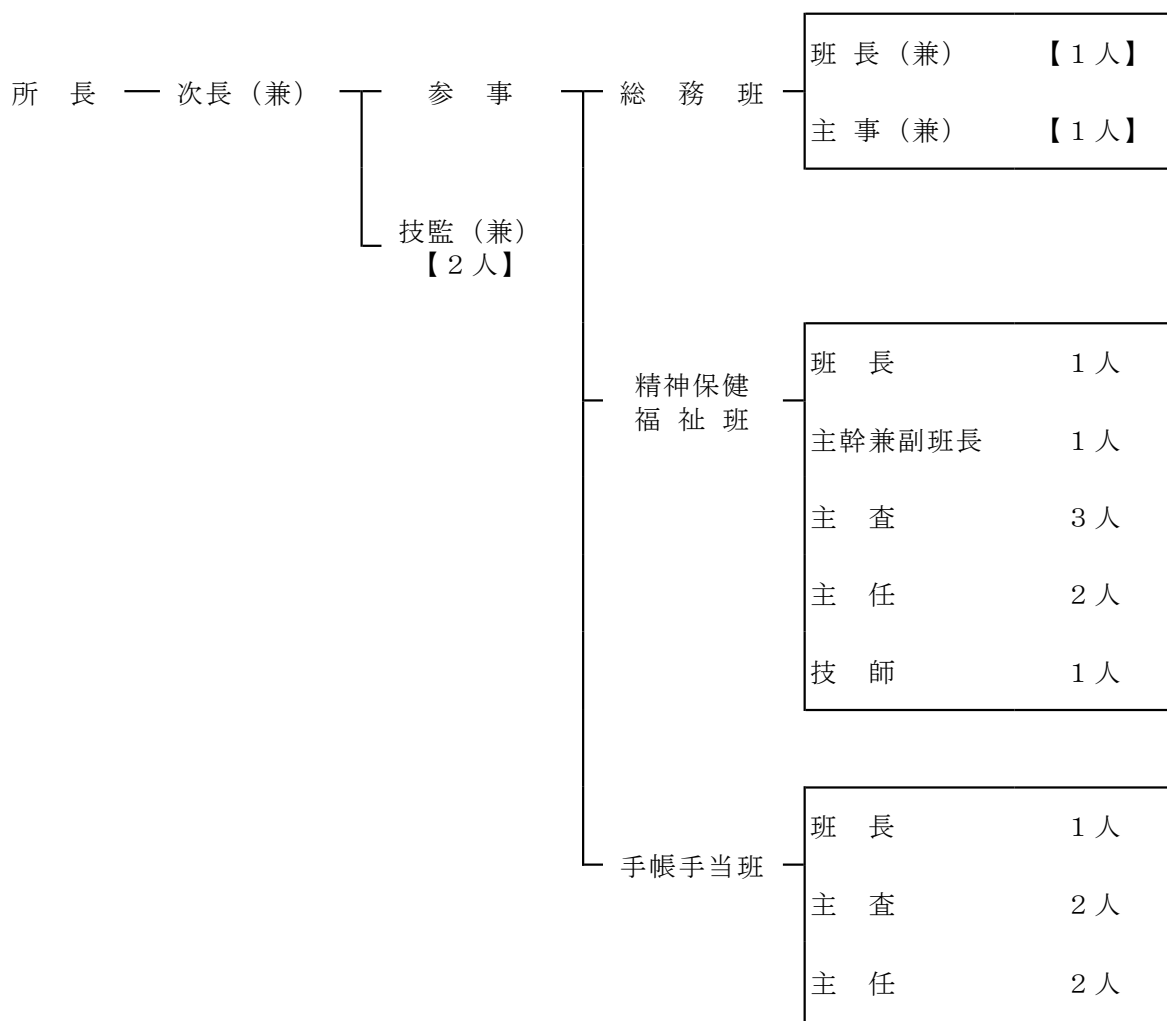 所 長 次長(兼) 参 事 総 務 班
班 長(兼) 【1人】
主 事(兼) 【1人】
技監(兼)
【2人】
精神保健
福 祉 班
班 長 1人
主幹兼副班長 1人
主 査 3人
主 任 2人
技 師 1人
手帳手当班
班 長 1人
主 査 2人
主 任 2人